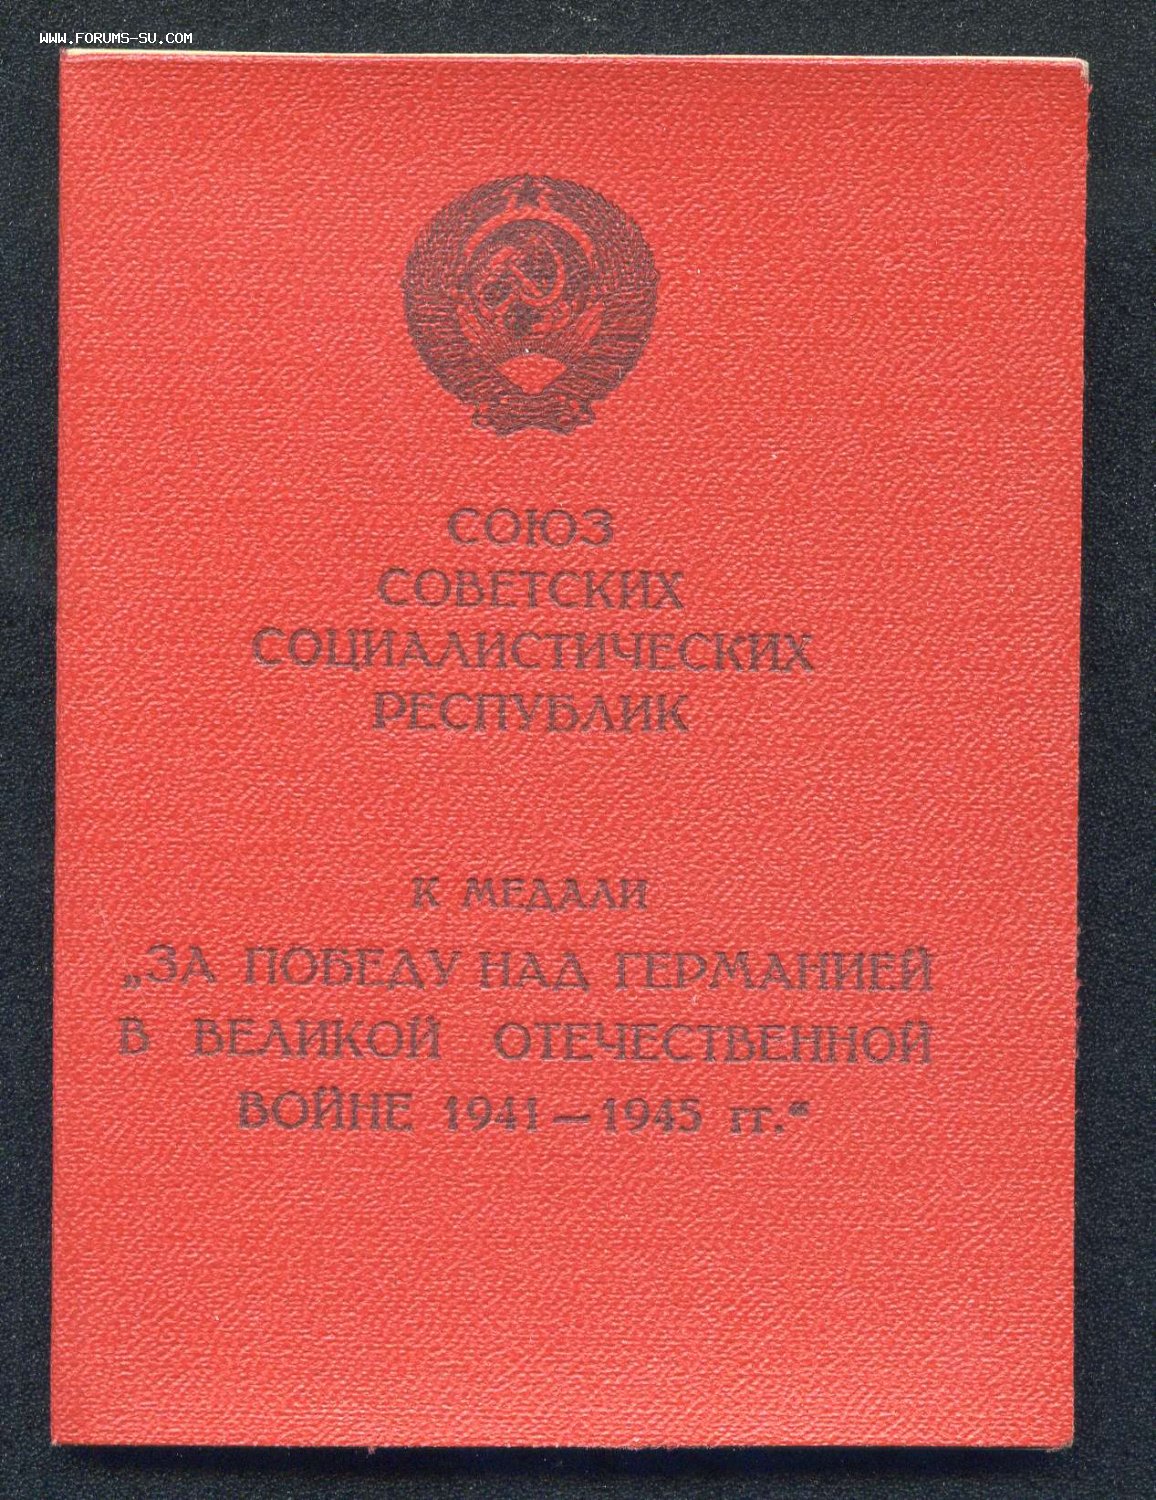 WWW.FORUMS-SU.COM
СОЮЗ
СОВЕТСКИХ
СОЦИАЛИСТИЧЕСКИХ
РЕСПУБЛИК
К МЕДАЛИ
„ЗА ПОБЕДУ НАД ГЕРМАНИЕЙ
В ВЕЛИКОЙ ОТЕЧЕСТВЕННОЙ
ВОЙНЕ 1941—1945 гг.“